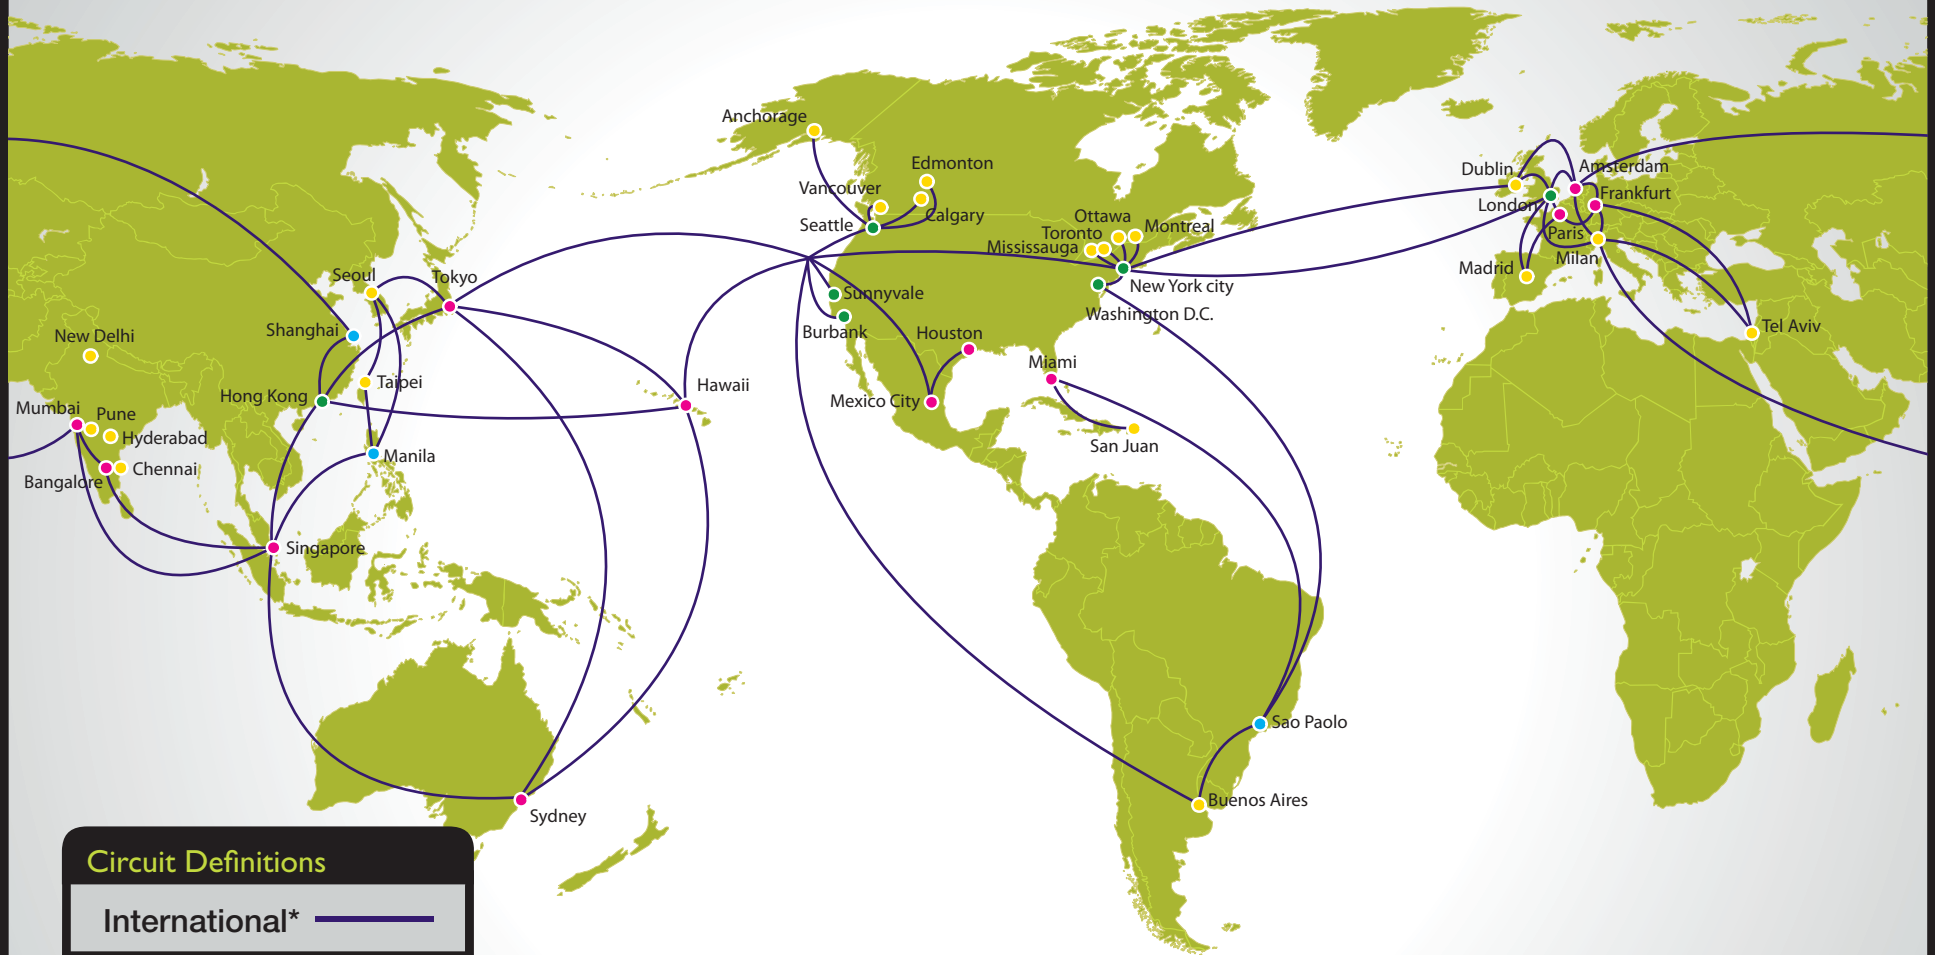 Anchorage
Edmonton
Vancouver
Calgary
Seattle
Ottawa
Montreal
Toronto
Mississauga
New York city
Washington D.C.
Sunnyvale
Burbank
Houston
Miami
Mexico City
San Juan
Hawaii
Dublin
Amsterdam
Frankfurt
London
Paris
Milan
Madrid
Tel Aviv
Seoul
Tokyo
Shanghai
New Delhi
Taipei
Hong Kong
Mumbai
Pune
Hyderabad
Chennai
Bangalore
Manila
Singapore
Sydney
Sao Paolo
Buenos Aires
Circuit Definitions
International*